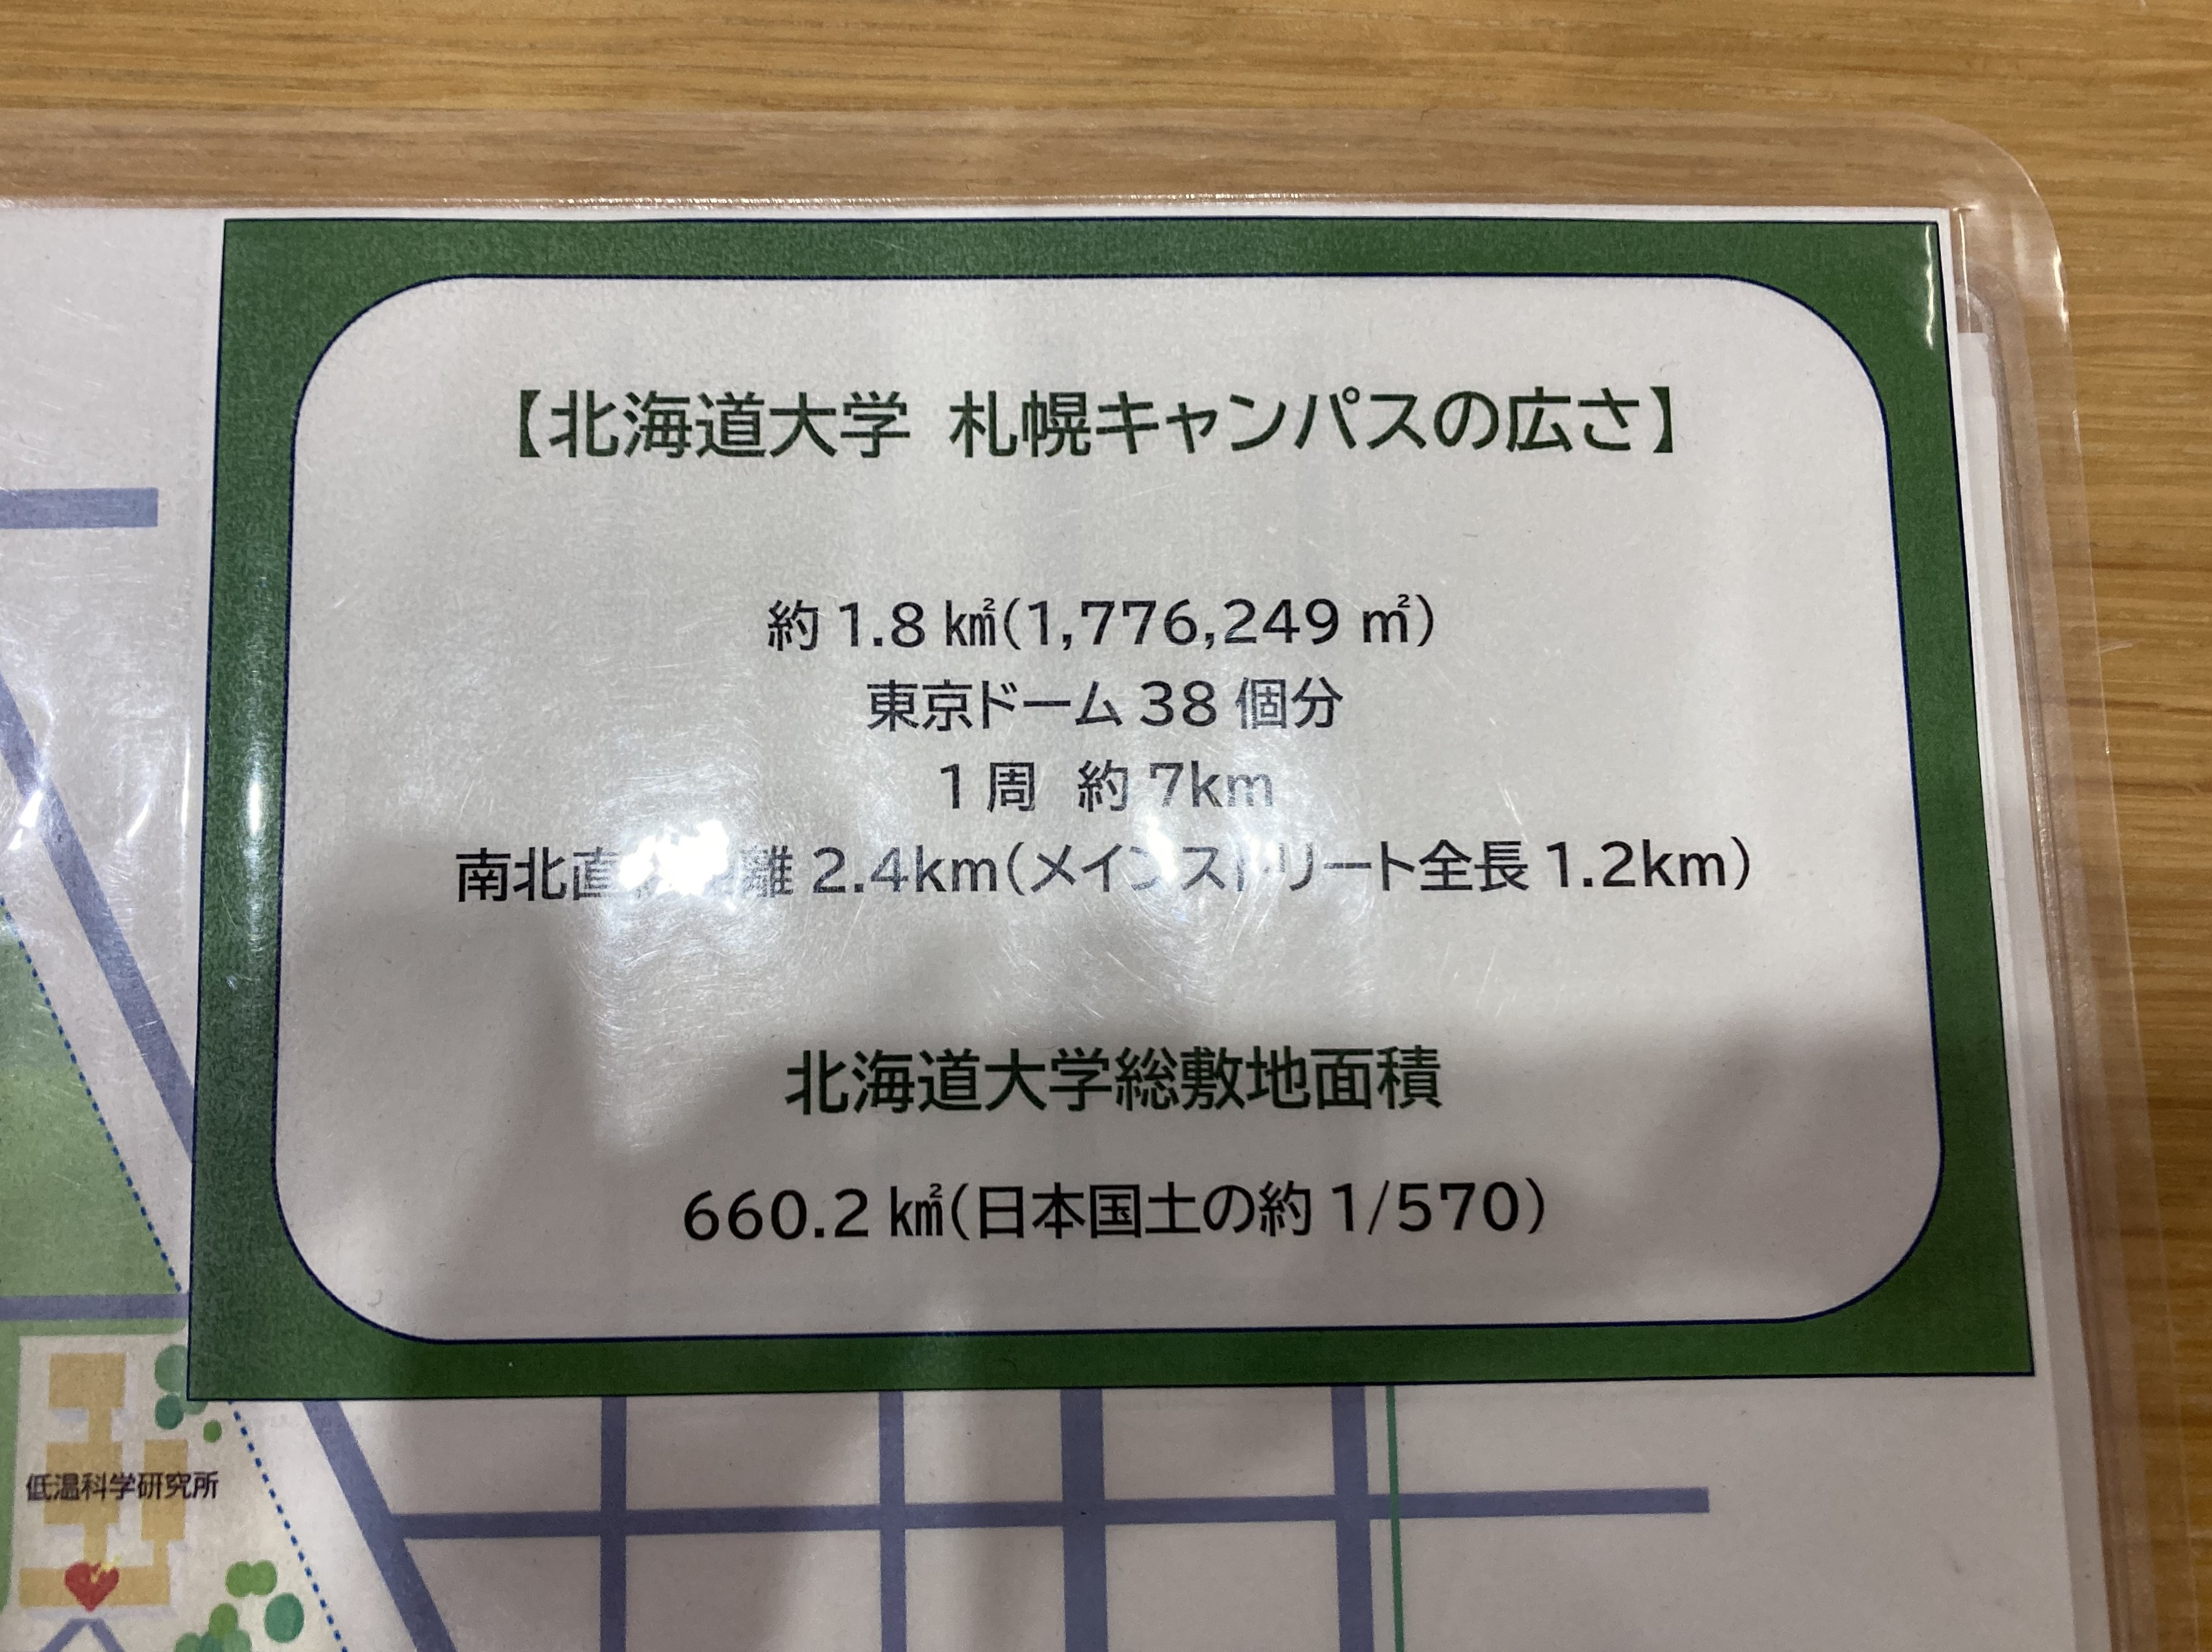 【北海道大学 札幌キャンパスの広さ】
約 1.8 ㎢(1,776,249 ㎡)
東京ドーム 38 個分
1 周 約 7km
南北直 離 2.4km(メインストリート全長 1.2km)
北海道大学総敷地面積
660.2 ㎢(日本国土の約 1/570)
低温科学研究所